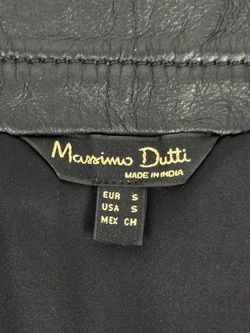 Massimo Dutti
MADE IN INDIA
EUR S
USA S
MEX CH